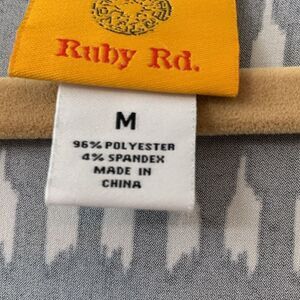 Ruby Rd.
M
96% POLYESTER
4% SPANDEX
MADE IN
CHINA